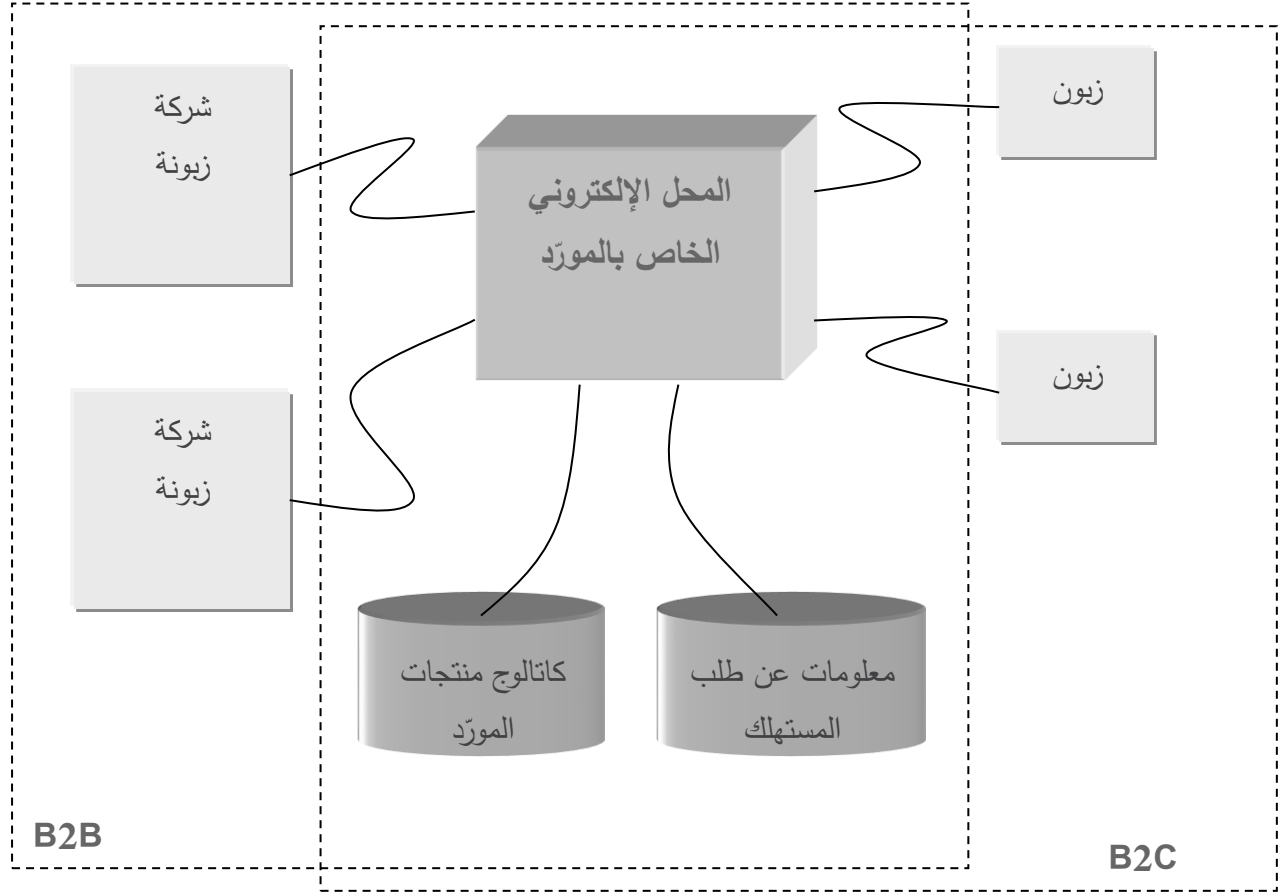 زبون
شركة
زبونة
المحل الإلكتروني
الخاص بالمورّد
زبون
شركة
زبونة
معلومات عن طلب
المستهلك
كاتالوج منتجات
المورّد
B2B
B2C